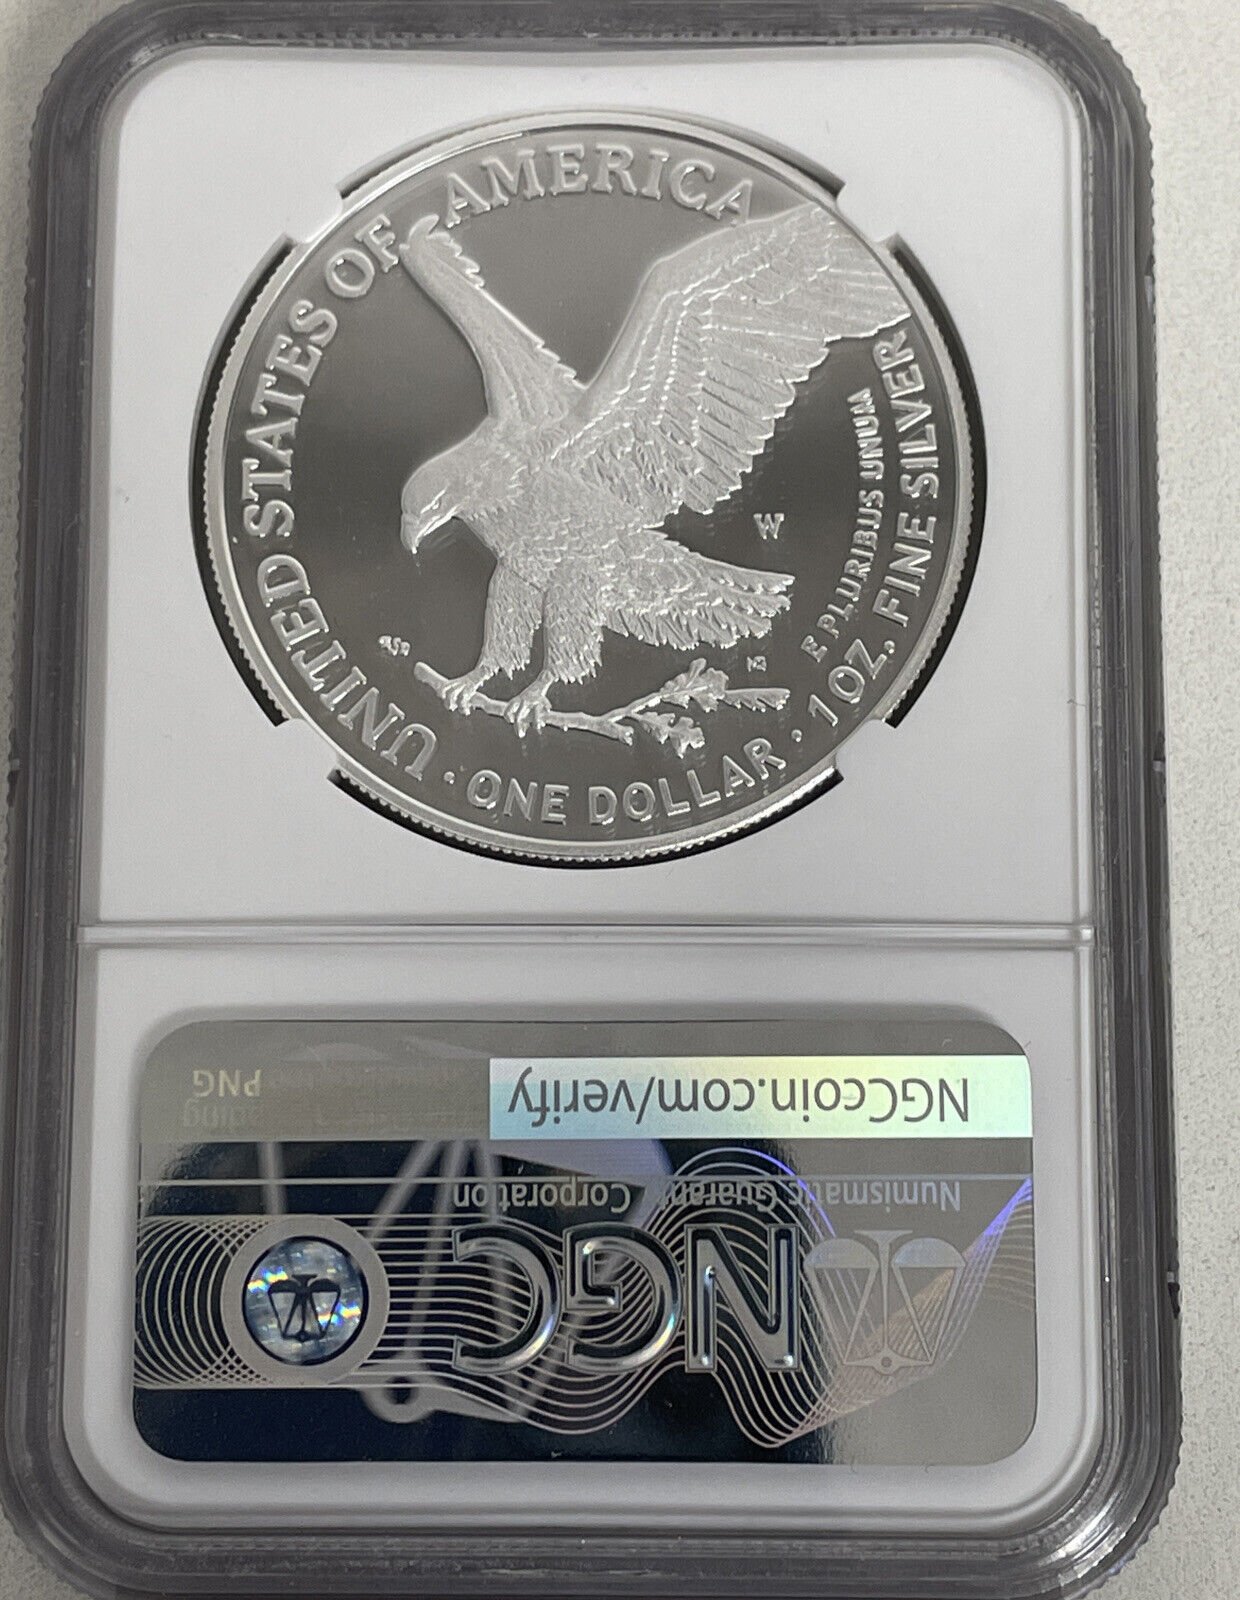 UNITED STATES OF AMERICA
W
E PLURIBUS UNUM
· ONE DOLLAR · 1 OZ. FINE SILVER
NGCcoin.com/verify
PNG
Numismatic Guaranty
Corporation
NGC